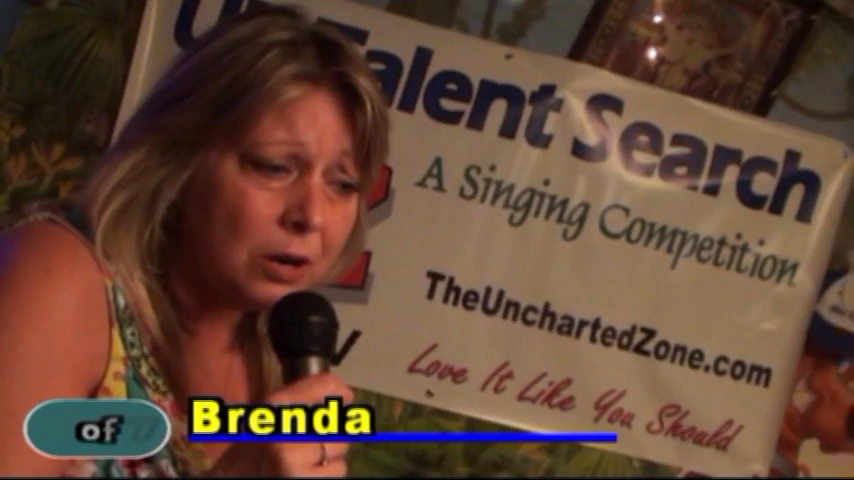 Talent Search
A Singing Competition
TheUnchartedZone.com
Love It Like You Should
Brenda
of